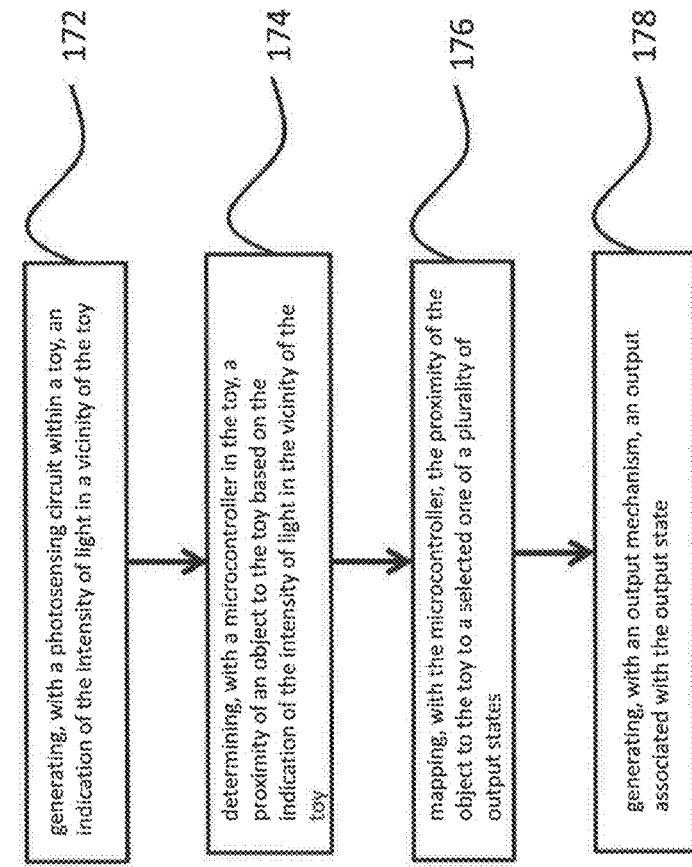 generating, with a photosensing circuit within a toy, an
indication of the intensity of light in a vicinity of the toy
172
determining, with a microcontroller in the toy, a
proximity of an object to the toy based on the
indication of the intensity of light in the vicinity of the
toy
174
mapping, with the microcontroller, the proximity of the
object to the toy to a selected one of a plurality of
output states
176
generating, with an output mechanism, an output
associated with the output state
178